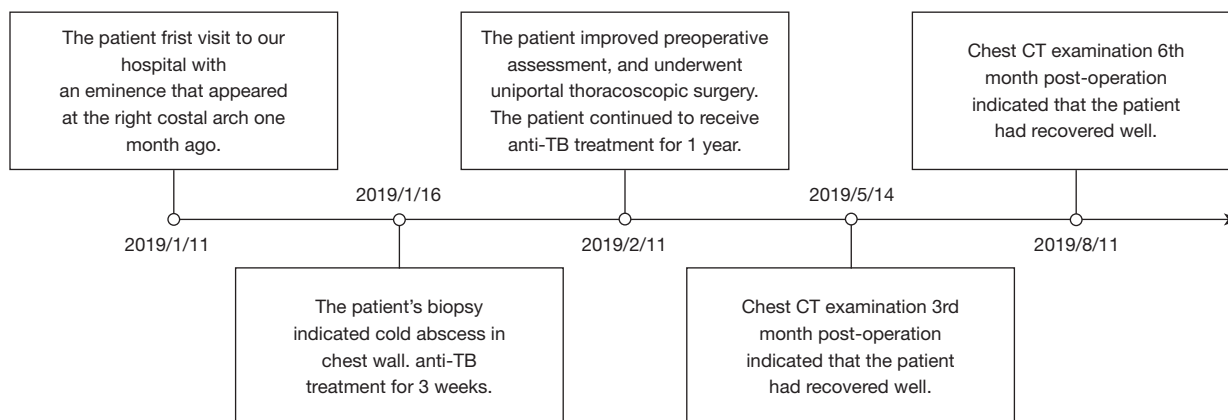 The patient frist visit to our
hospital with
an eminence that appeared
at the right costal arch one
month ago.
2019/1/11
2019/1/16
The patient's biopsy
indicated cold abscess in
chest wall. anti-TB
treatment for 3 weeks.
The patient improved preoperative
assessment, and underwent
uniportal thoracoscopic surgery.
The patient continued to receive
anti-TB treatment for 1 year.
2019/2/11
2019/5/14
Chest CT examination 3rd
month post-operation
indicated that the patient
had recovered well.
Chest CT examination 6th
month post-operation
indicated that the patient
had recovered well.
2019/8/11